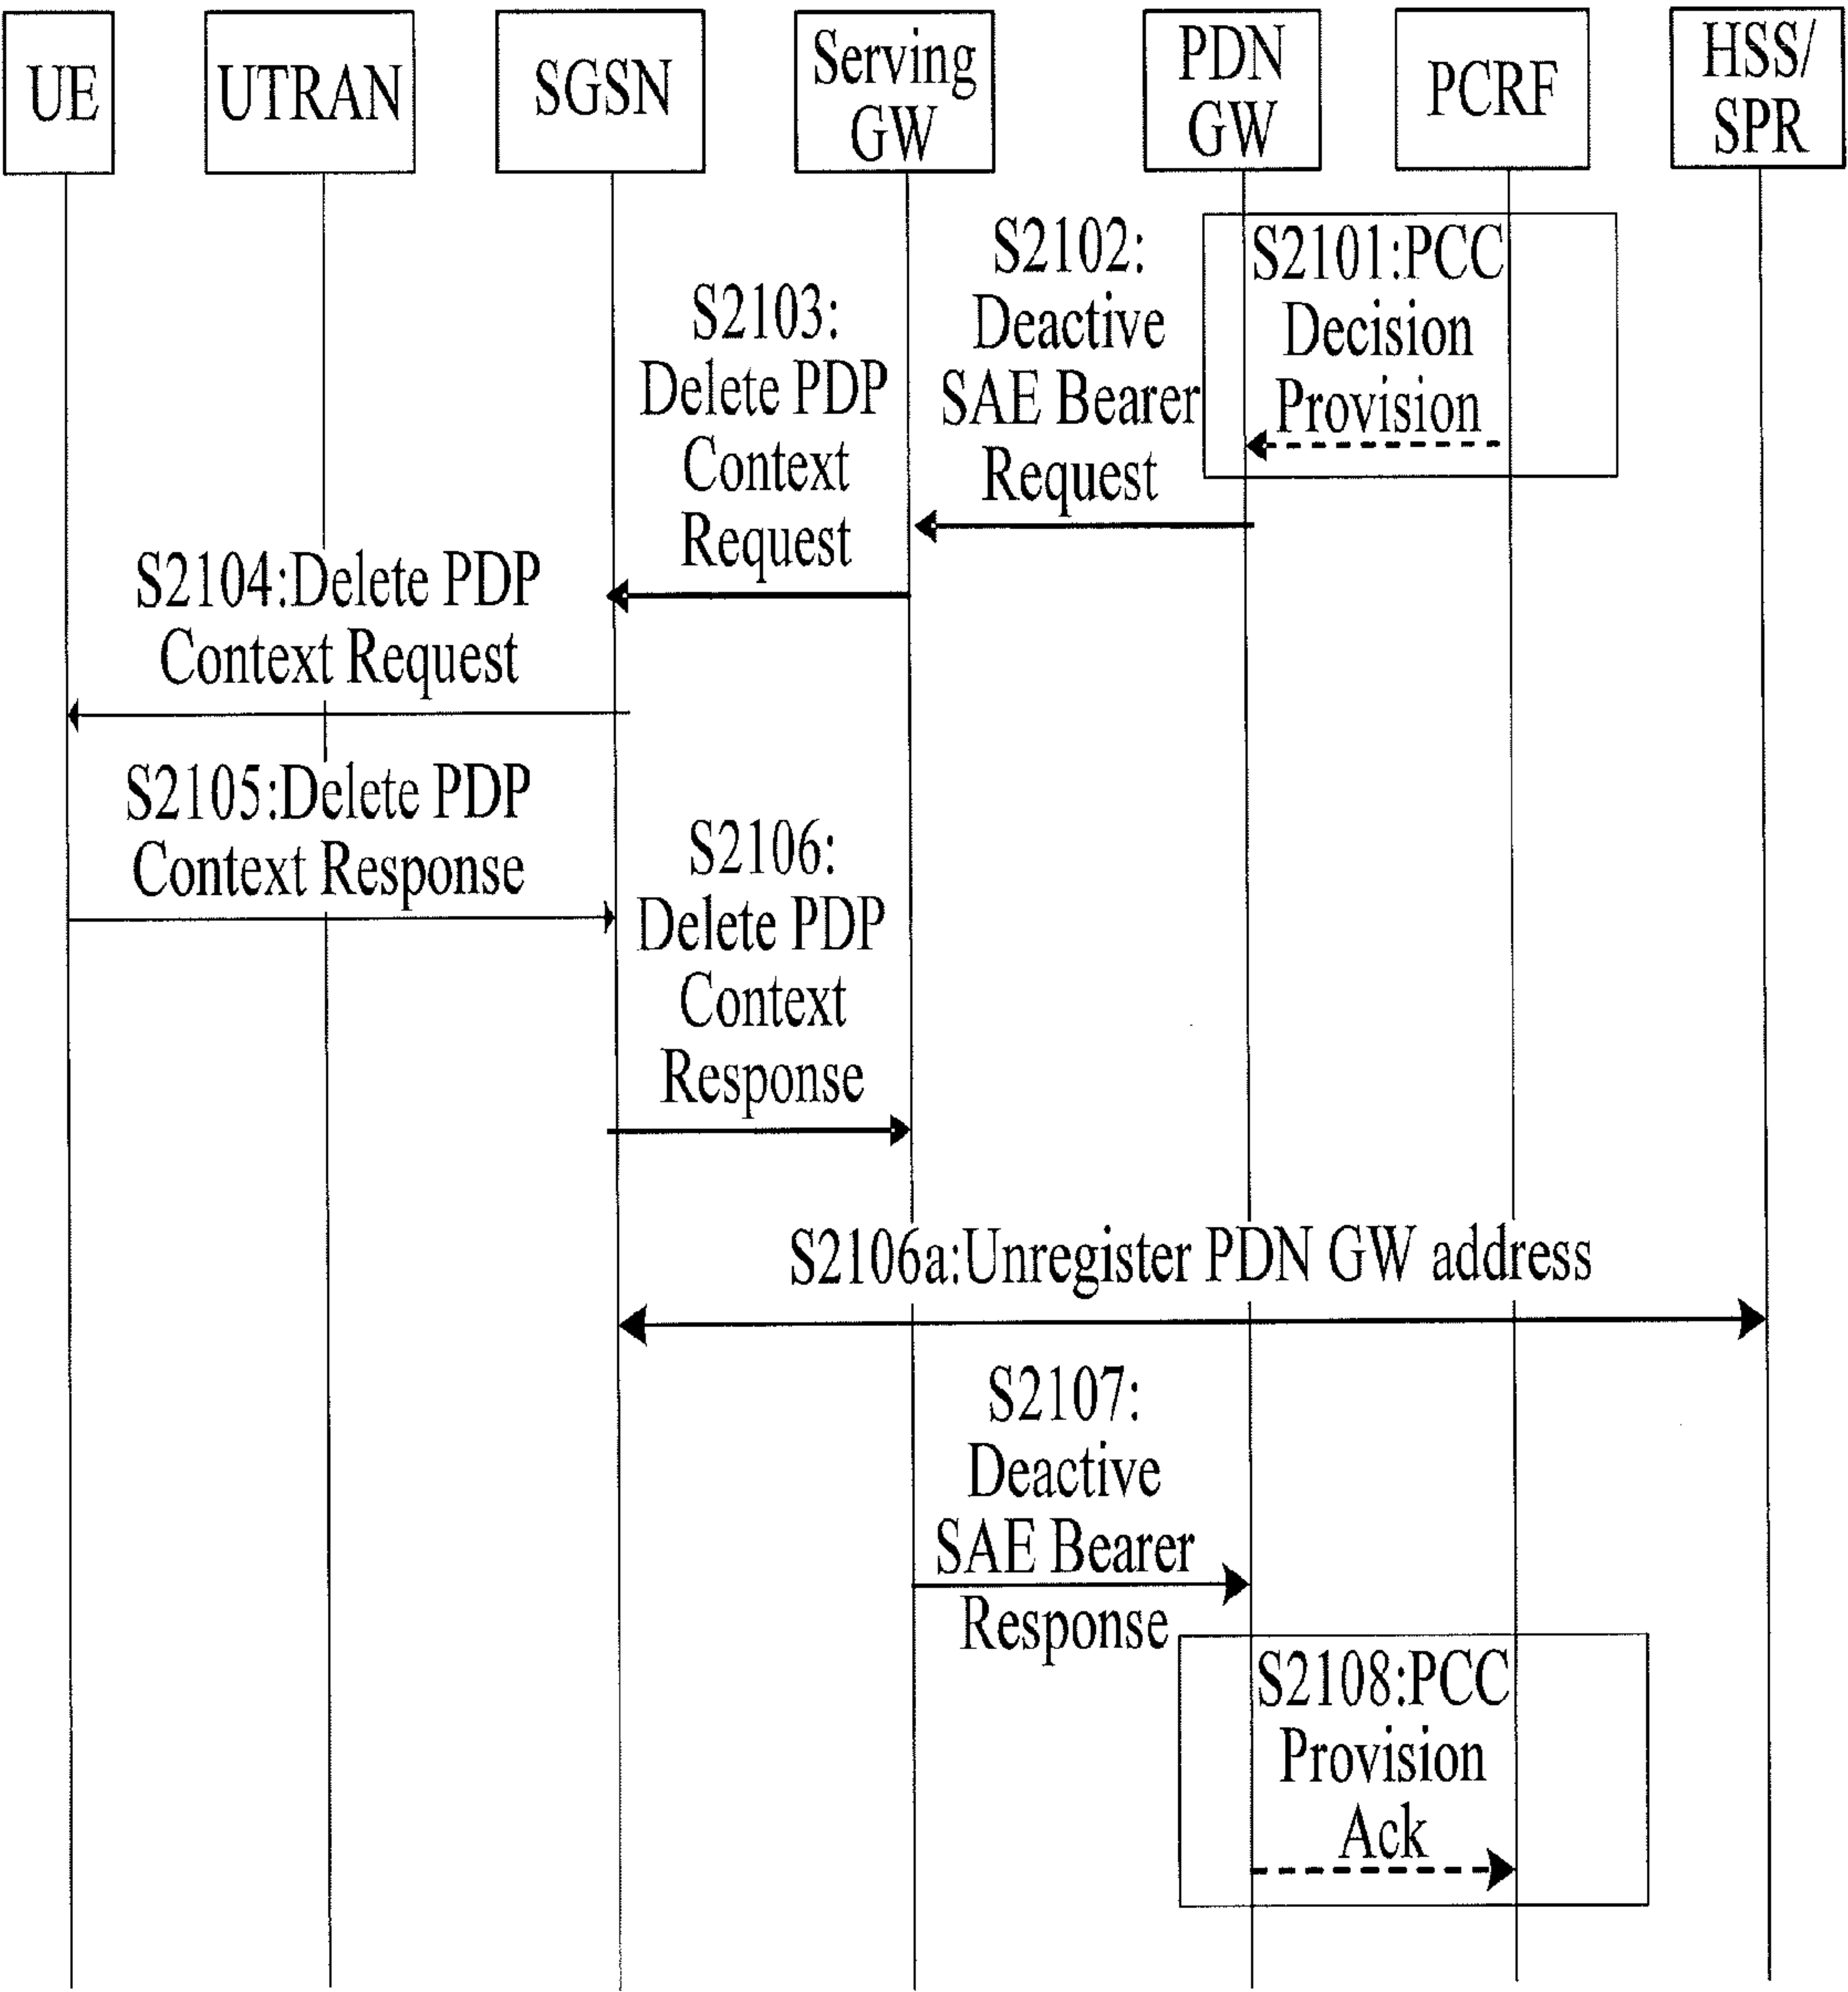 UE
UTRAN
SGSN
Serving
GW
PDN
GW
PCRF
HSS/
SPR
S2101:PCC
Decision
Provision
S2102:
Deactive
SAE Bearer
Request
S2103:
Delete PDP
Context
Request
S2104:Delete PDP
Context Request
S2105:Delete PDP
Context Response
S2106:
Delete PDP
Context
Response
S2106a:Unregister PDN GW address
S2107:
Deactive
SAE Bearer
Response
S2108:PCC
Provision
Ack